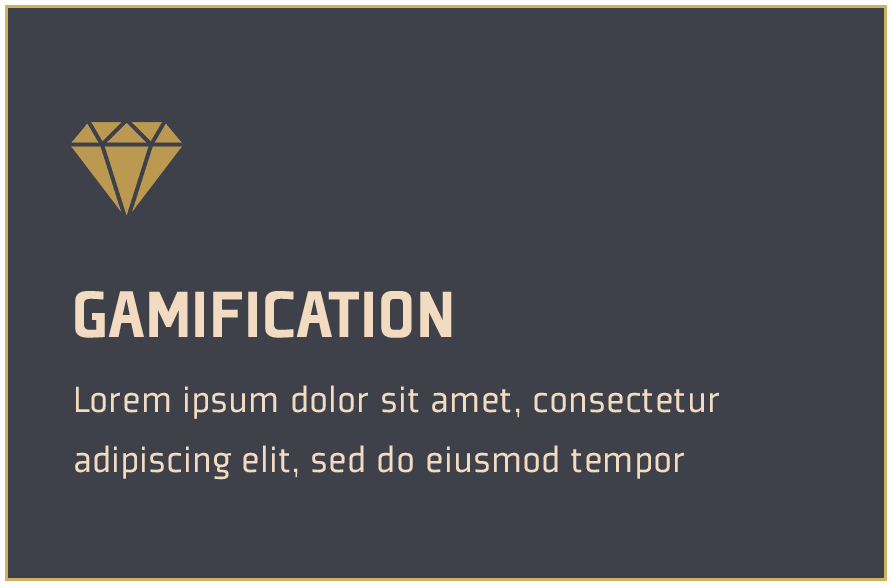 GAMIFICATION
Lorem ipsum dolor sit amet, consectetur
adipiscing elit, sed do eiusmod tempor